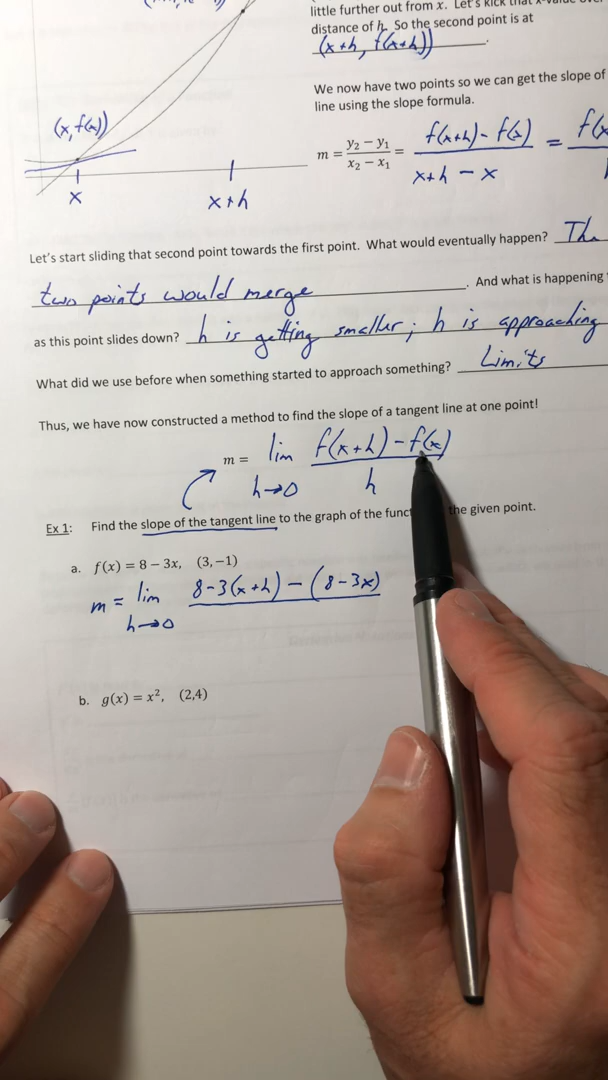 little further out from x. Let's kick that x-value over
distance of h. So the second point is at
(x+h, f(x+h)).
We now have two points so we can get the slope of
line using the slope formula.
(x, f(x))
m = y₂ − y₁ / x₂ − x₁ = f(x+h) − f(x) / x+h − x = f(x
x
x+h
Let's start sliding that second point towards the first point. What would eventually happen? The
two points would merge. And what is happening
as this point slides down? h is getting smaller; h is approaching
What did we use before when something started to approach something? Limits
Thus, we have now constructed a method to find the slope of a tangent line at one point!
m = lim h→0 f(x+h) − f(x) / h
Ex 1: Find the slope of the tangent line to the graph of the func the given point.
a. f(x) = 8 − 3x, (3, −1)
m = lim h→0 8−3(x+h) − (8−3x)
b. g(x) = x², (2,4)